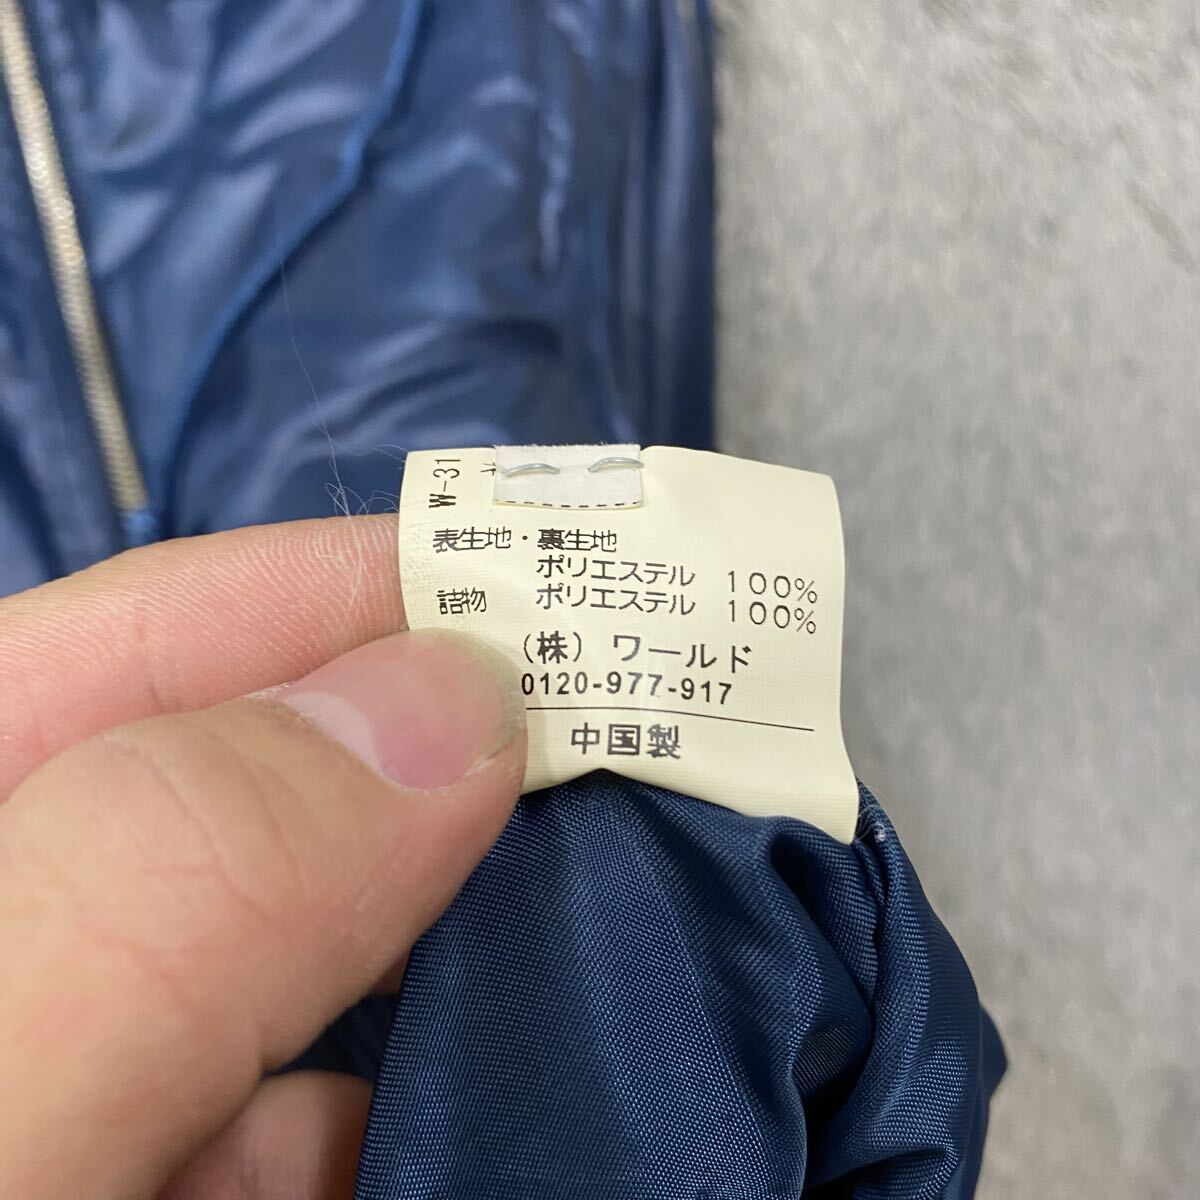 W-31
表生地・裏生地
ポリエステル 100%
詰物 ポリエステル 100%
(株) ワールド
0120-977-917
中国製